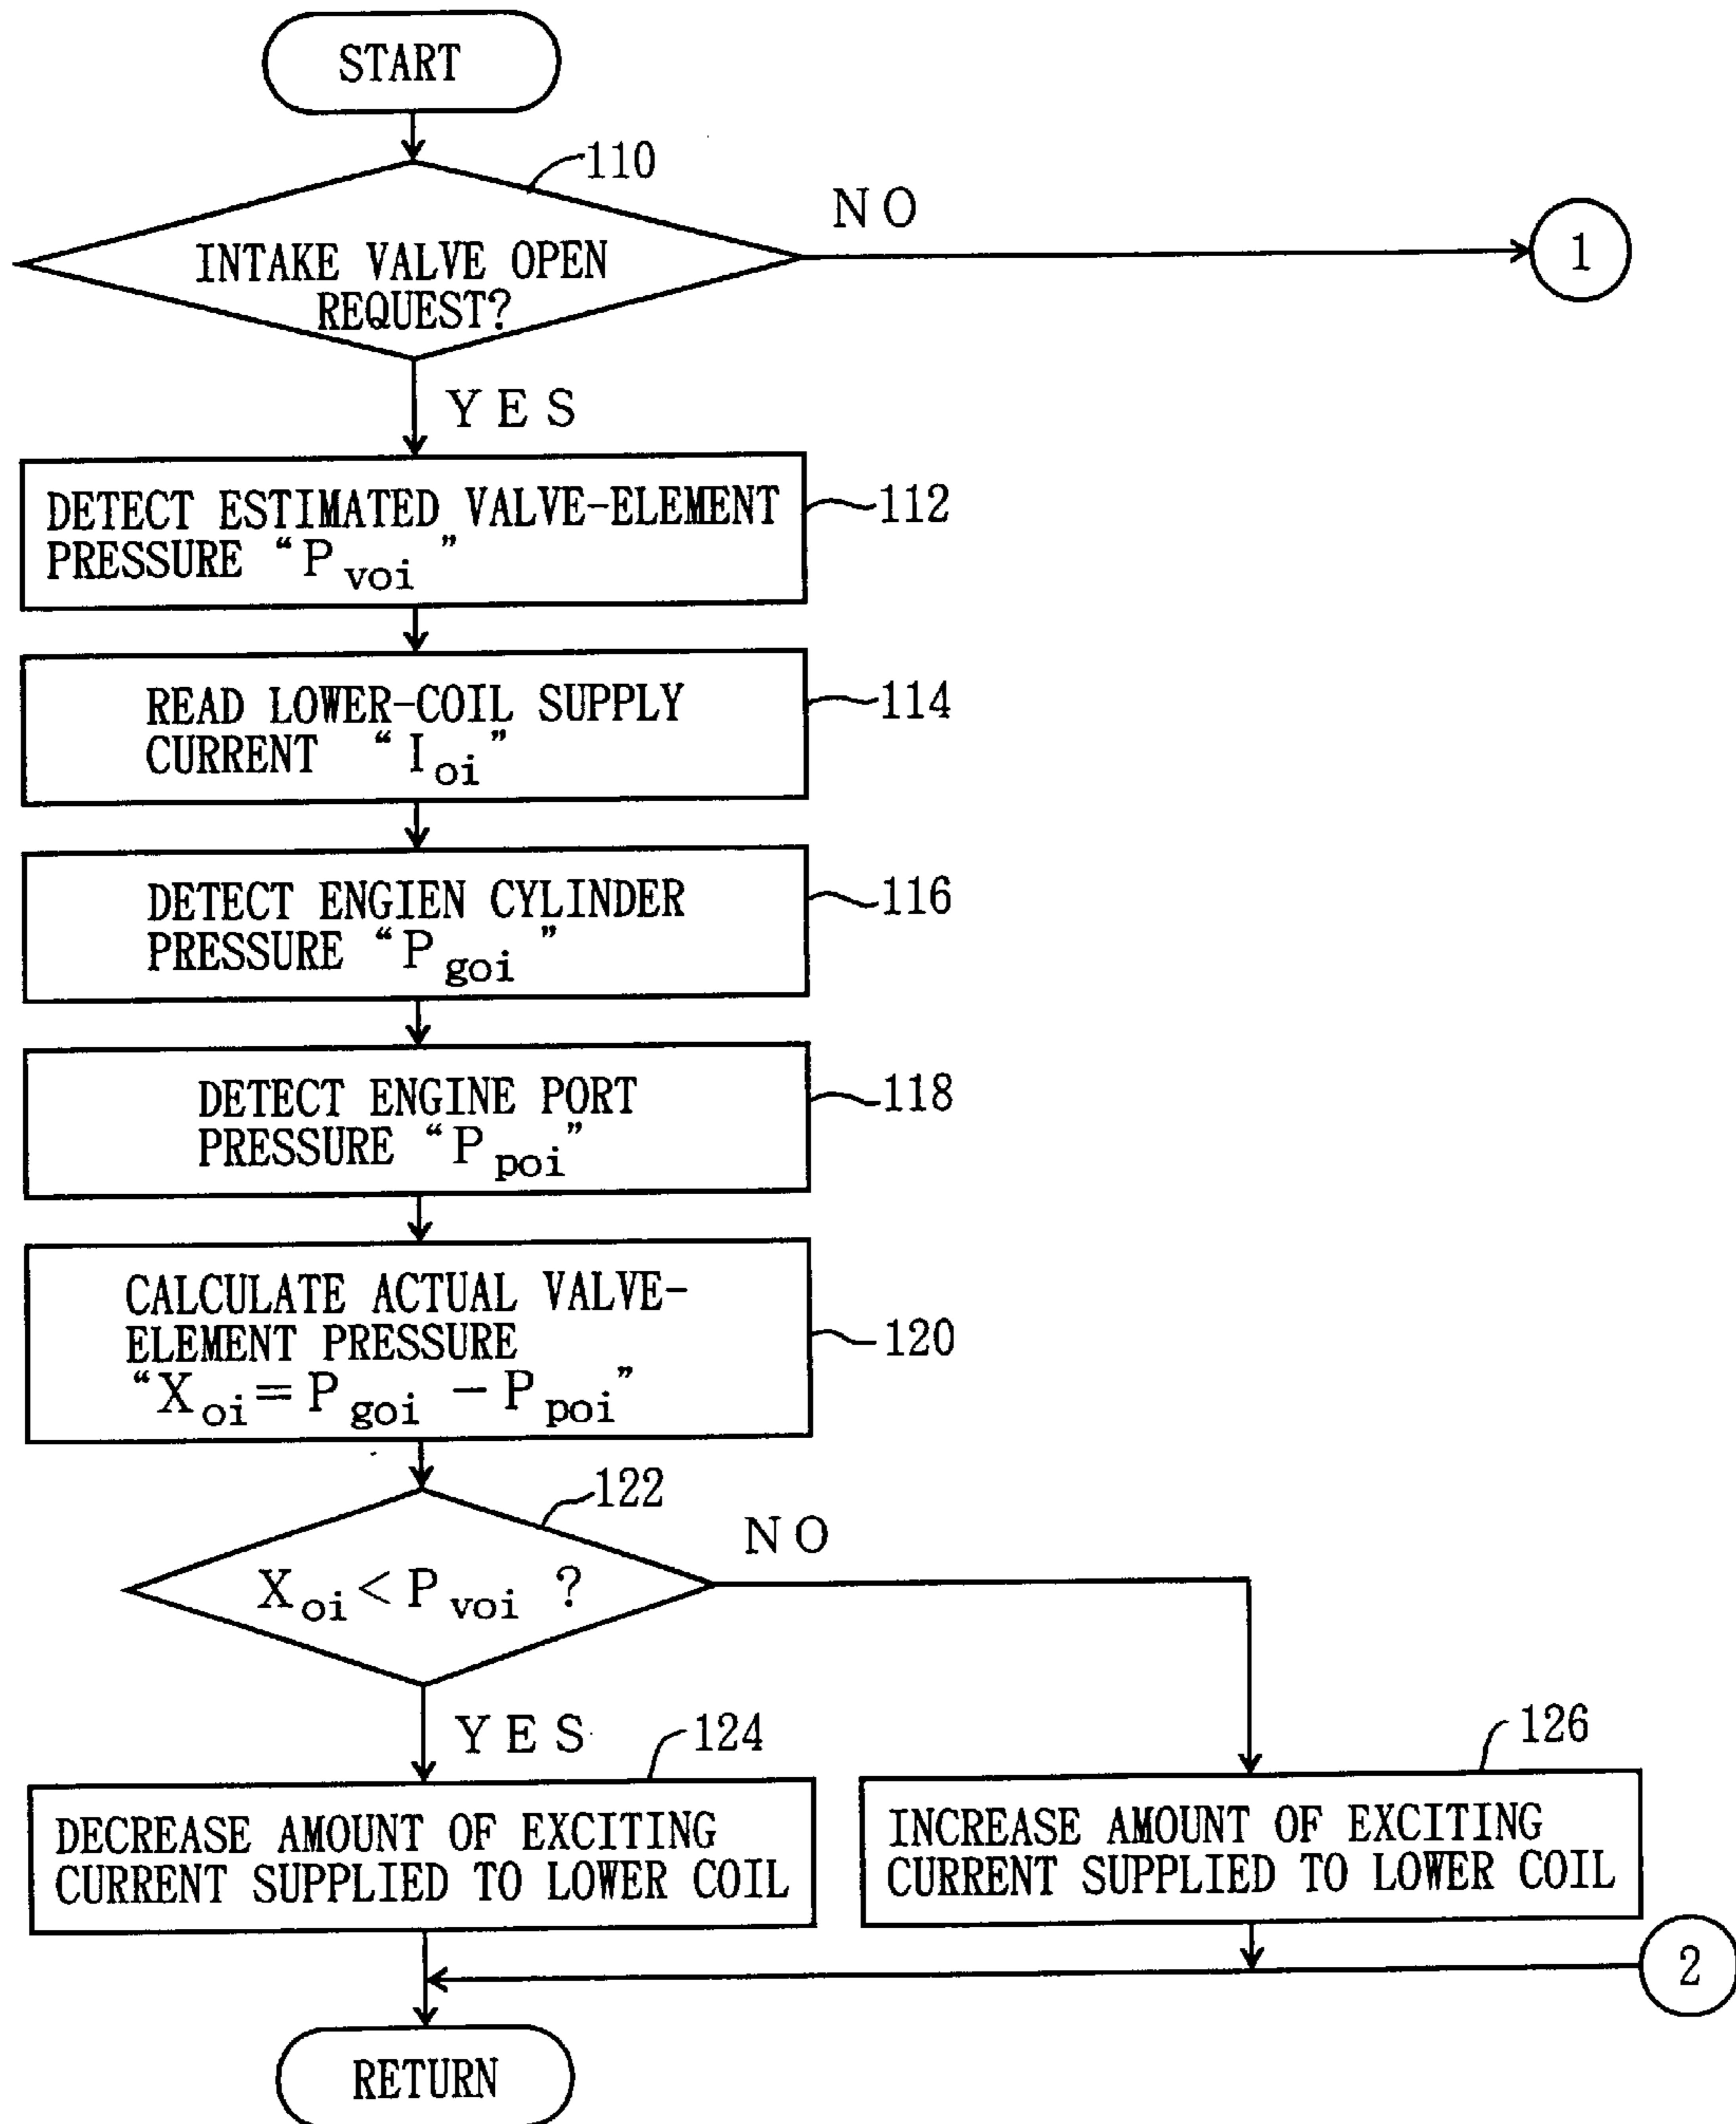 START
110
NO
INTAKE VALVE OPEN
REQUEST?
1
YES
DETECT ESTIMATED VALVE-ELEMENT
PRESSURE “Pvoi”
112
READ LOWER-COIL SUPPLY
CURRENT “Ioi”
114
DETECT ENGIEN CYLINDER
PRESSURE “Pgoi”
116
DETECT ENGINE PORT
PRESSURE “Ppoi”
118
CALCULATE ACTUAL VALVE-
ELEMENT PRESSURE
“Xoi = Pgoi − Ppoi”
120
122
NO
Xoi < Pvoi ?
YES
124
126
DECREASE AMOUNT OF EXCITING
CURRENT SUPPLIED TO LOWER COIL
INCREASE AMOUNT OF EXCITING
CURRENT SUPPLIED TO LOWER COIL
2
RETURN